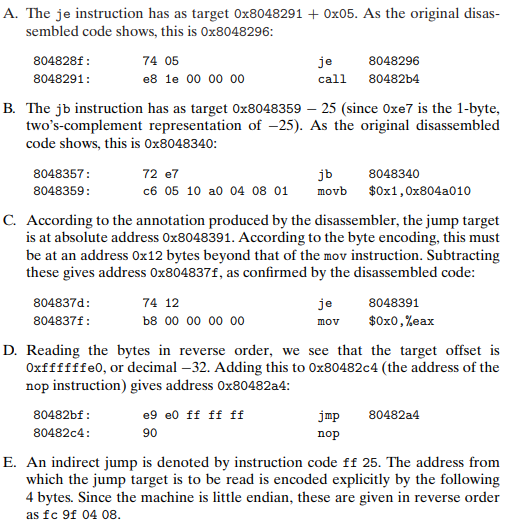 A. The je instruction has as target 0x8048291 + 0x05. As the original disas-
sembled code shows, this is 0x8048296:
804828f: 74 05 je 8048296
8048291: e8 1e 00 00 00 call 80482b4
B. The jb instruction has as target 0x8048359 – 25 (since 0xe7 is the 1-byte,
two's-complement representation of –25). As the original disassembled
code shows, this is 0x8048340:
8048357: 72 e7 jb 8048340
8048359: c6 05 10 a0 04 08 01 movb $0x1,0x804a010
C. According to the annotation produced by the disassembler, the jump target
is at absolute address 0x8048391. According to the byte encoding, this must
be at an address 0x12 bytes beyond that of the mov instruction. Subtracting
these gives address 0x804837f, as confirmed by the disassembled code:
804837d: 74 12 je 8048391
804837f: b8 00 00 00 00 mov $0x0,%eax
D. Reading the bytes in reverse order, we see that the target offset is
0xffffffe0, or decimal –32. Adding this to 0x80482c4 (the address of the
nop instruction) gives address 0x80482a4:
80482bf: e9 e0 ff ff ff jmp 80482a4
80482c4: 90 nop
E. An indirect jump is denoted by instruction code ff 25. The address from
which the jump target is to be read is encoded explicitly by the following
4 bytes. Since the machine is little endian, these are given in reverse order
as fc 9f 04 08.